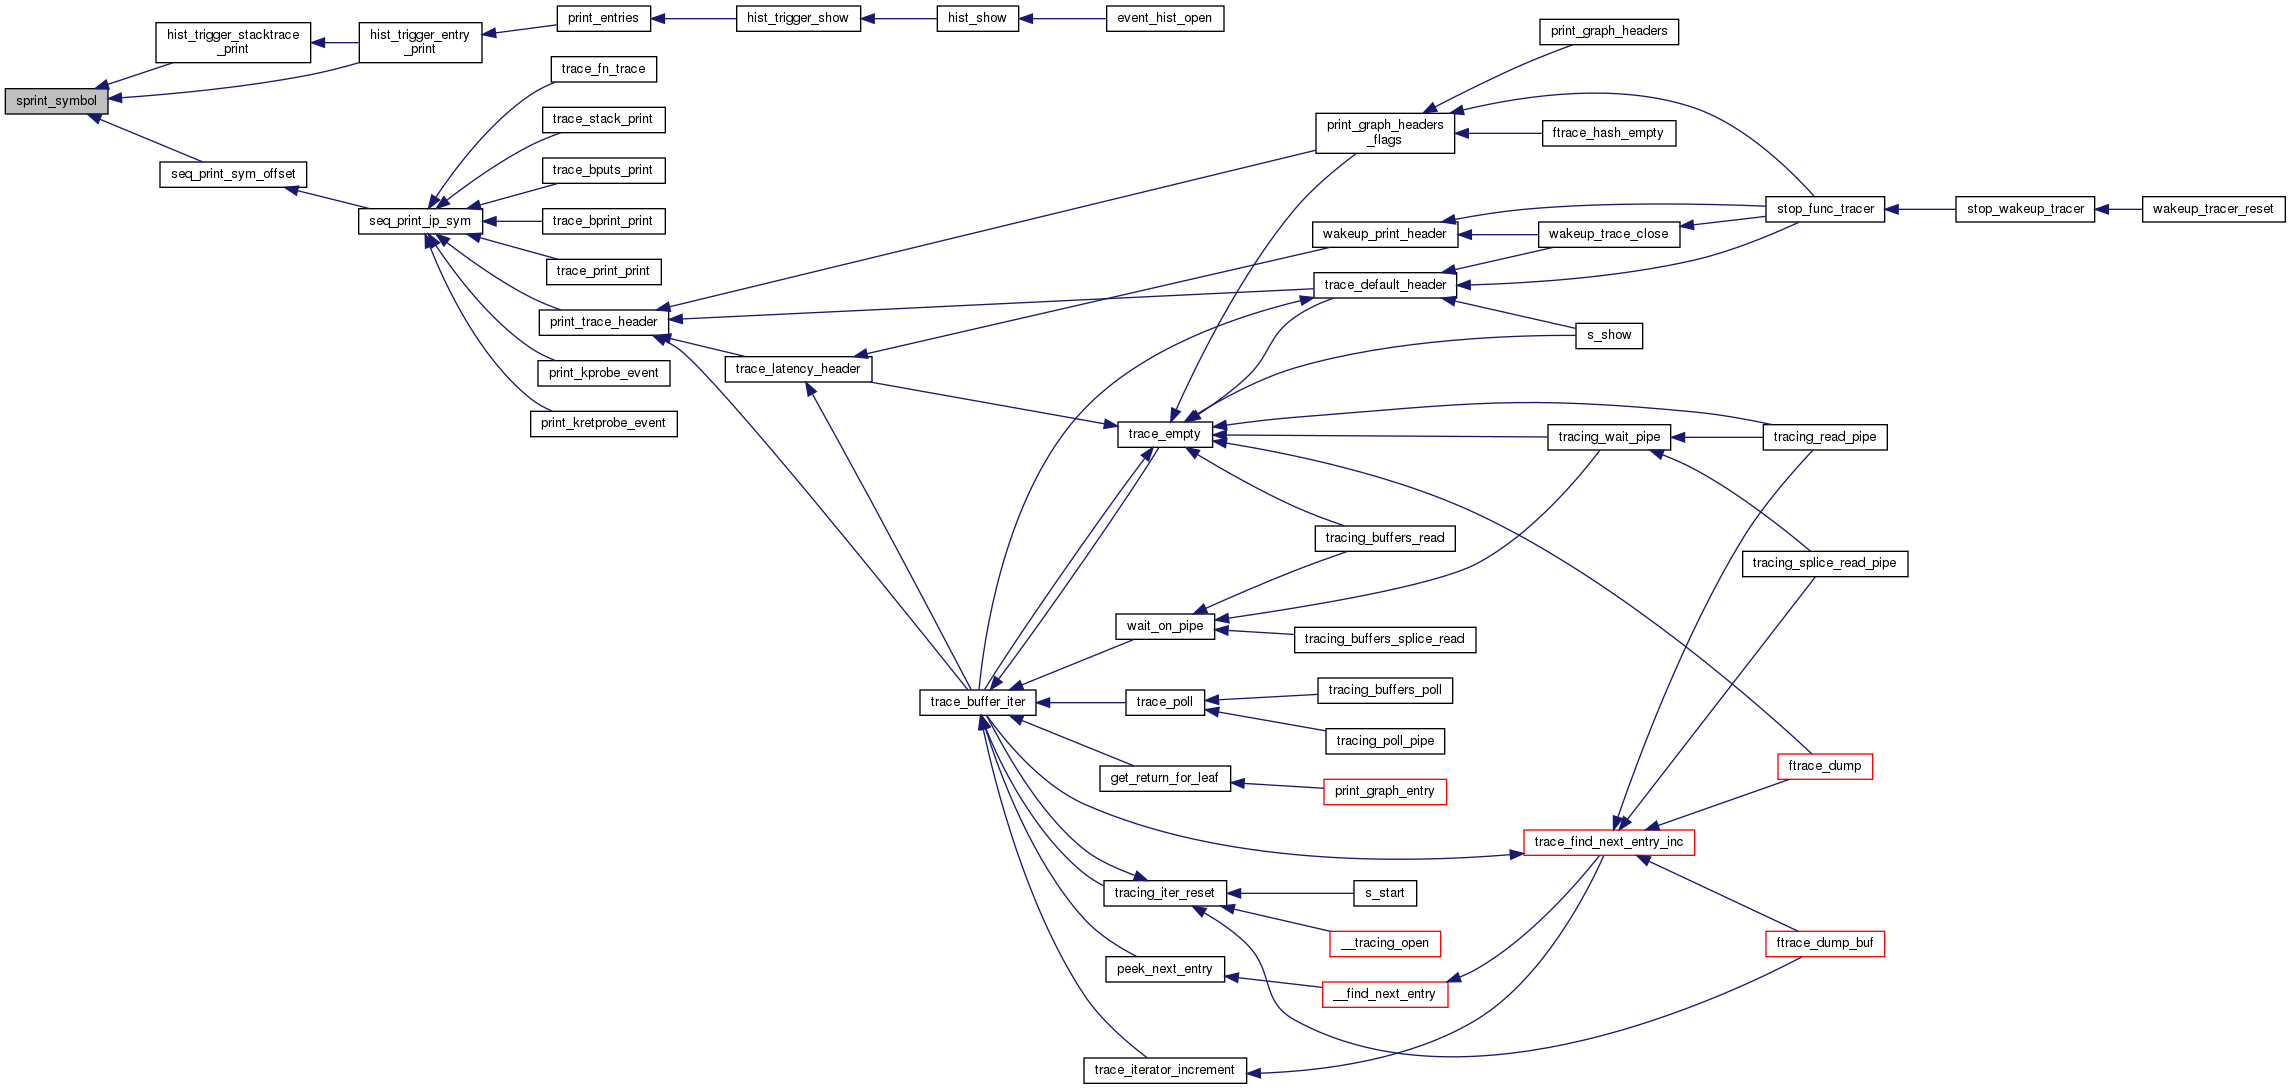 sprint_symbol
hist_trigger_stacktrace
_print
hist_trigger_entry
_print
print_entries
hist_trigger_show
hist_show
event_hist_open
seq_print_sym_offset
seq_print_ip_sym
trace_fn_trace
trace_stack_print
trace_bputs_print
trace_bprint_print
trace_print_print
print_trace_header
print_kprobe_event
print_kretprobe_event
trace_latency_header
trace_buffer_iter
trace_empty
wait_on_pipe
trace_poll
get_return_for_leaf
tracing_iter_reset
peek_next_entry
trace_iterator_increment
print_graph_headers
_flags
wakeup_print_header
trace_default_header
tracing_buffers_read
tracing_buffers_splice_read
tracing_buffers_poll
tracing_poll_pipe
print_graph_entry
s_start
__tracing_open
__find_next_entry
print_graph_headers
ftrace_hash_empty
wakeup_trace_close
s_show
tracing_wait_pipe
trace_find_next_entry_inc
stop_func_tracer
tracing_read_pipe
tracing_splice_read_pipe
ftrace_dump
ftrace_dump_buf
stop_wakeup_tracer
wakeup_tracer_reset